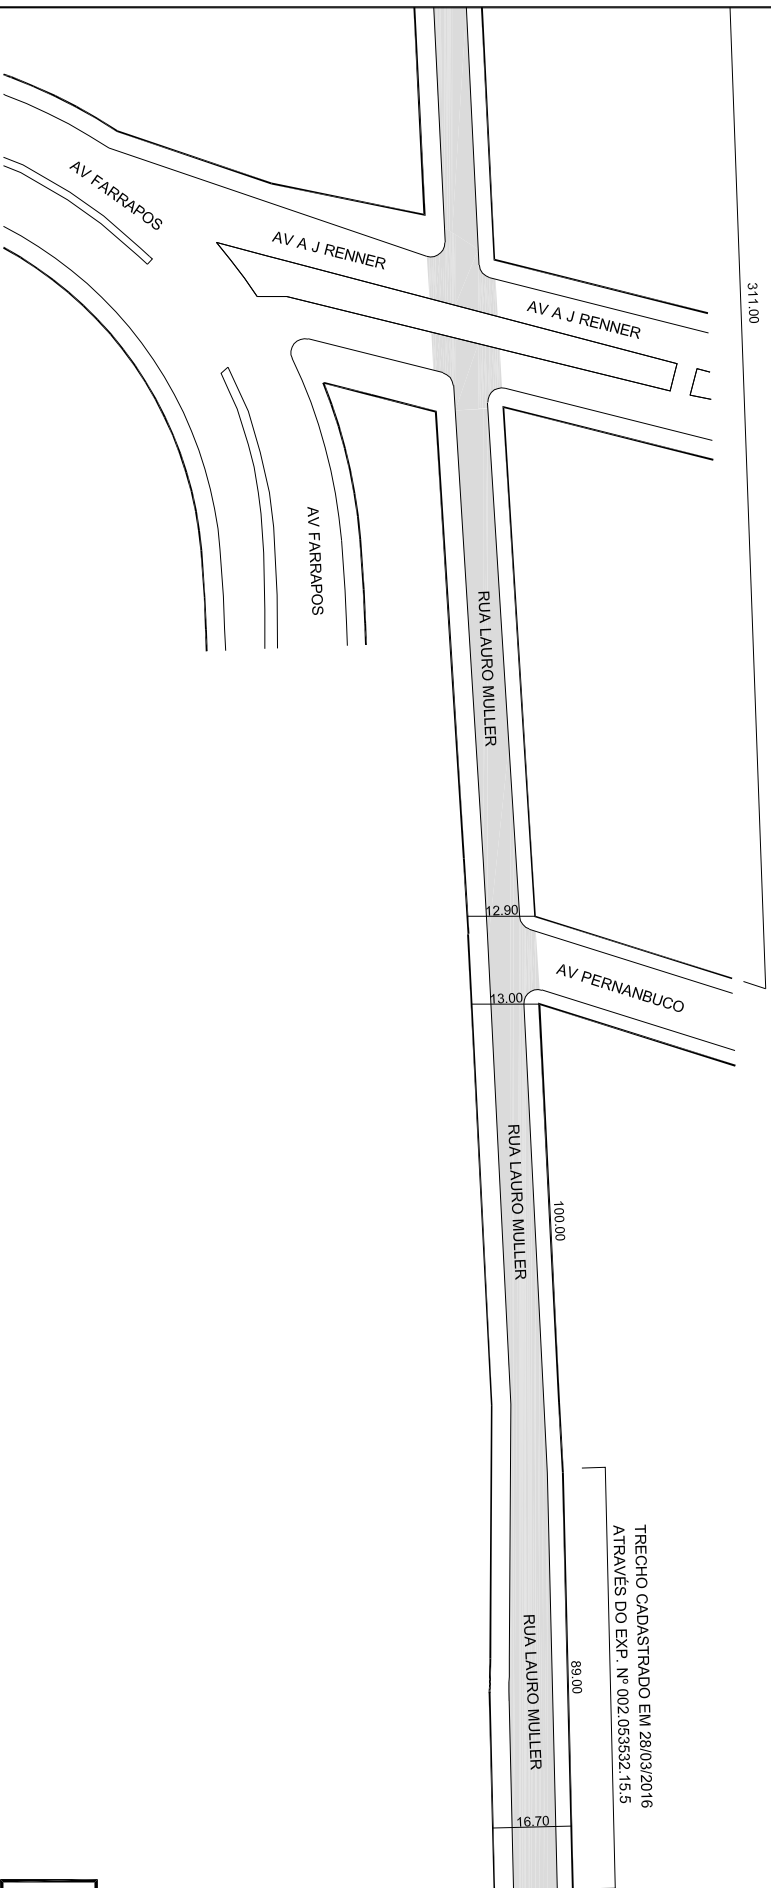 AV FARRAPOS
AV A J RENNER
AV A J RENNER
311.00
AV FARRAPOS
RUA LAURO MULLER
12.90
AV PERNANBUCO
13.00
RUA LAURO MULLER
100.00
TRECHO CADASTRADO EM 28/03/2016
ATRAVÉS DO EXP. Nº 002.053532.15.5
RUA LAURO MULLER
89.00
16.70